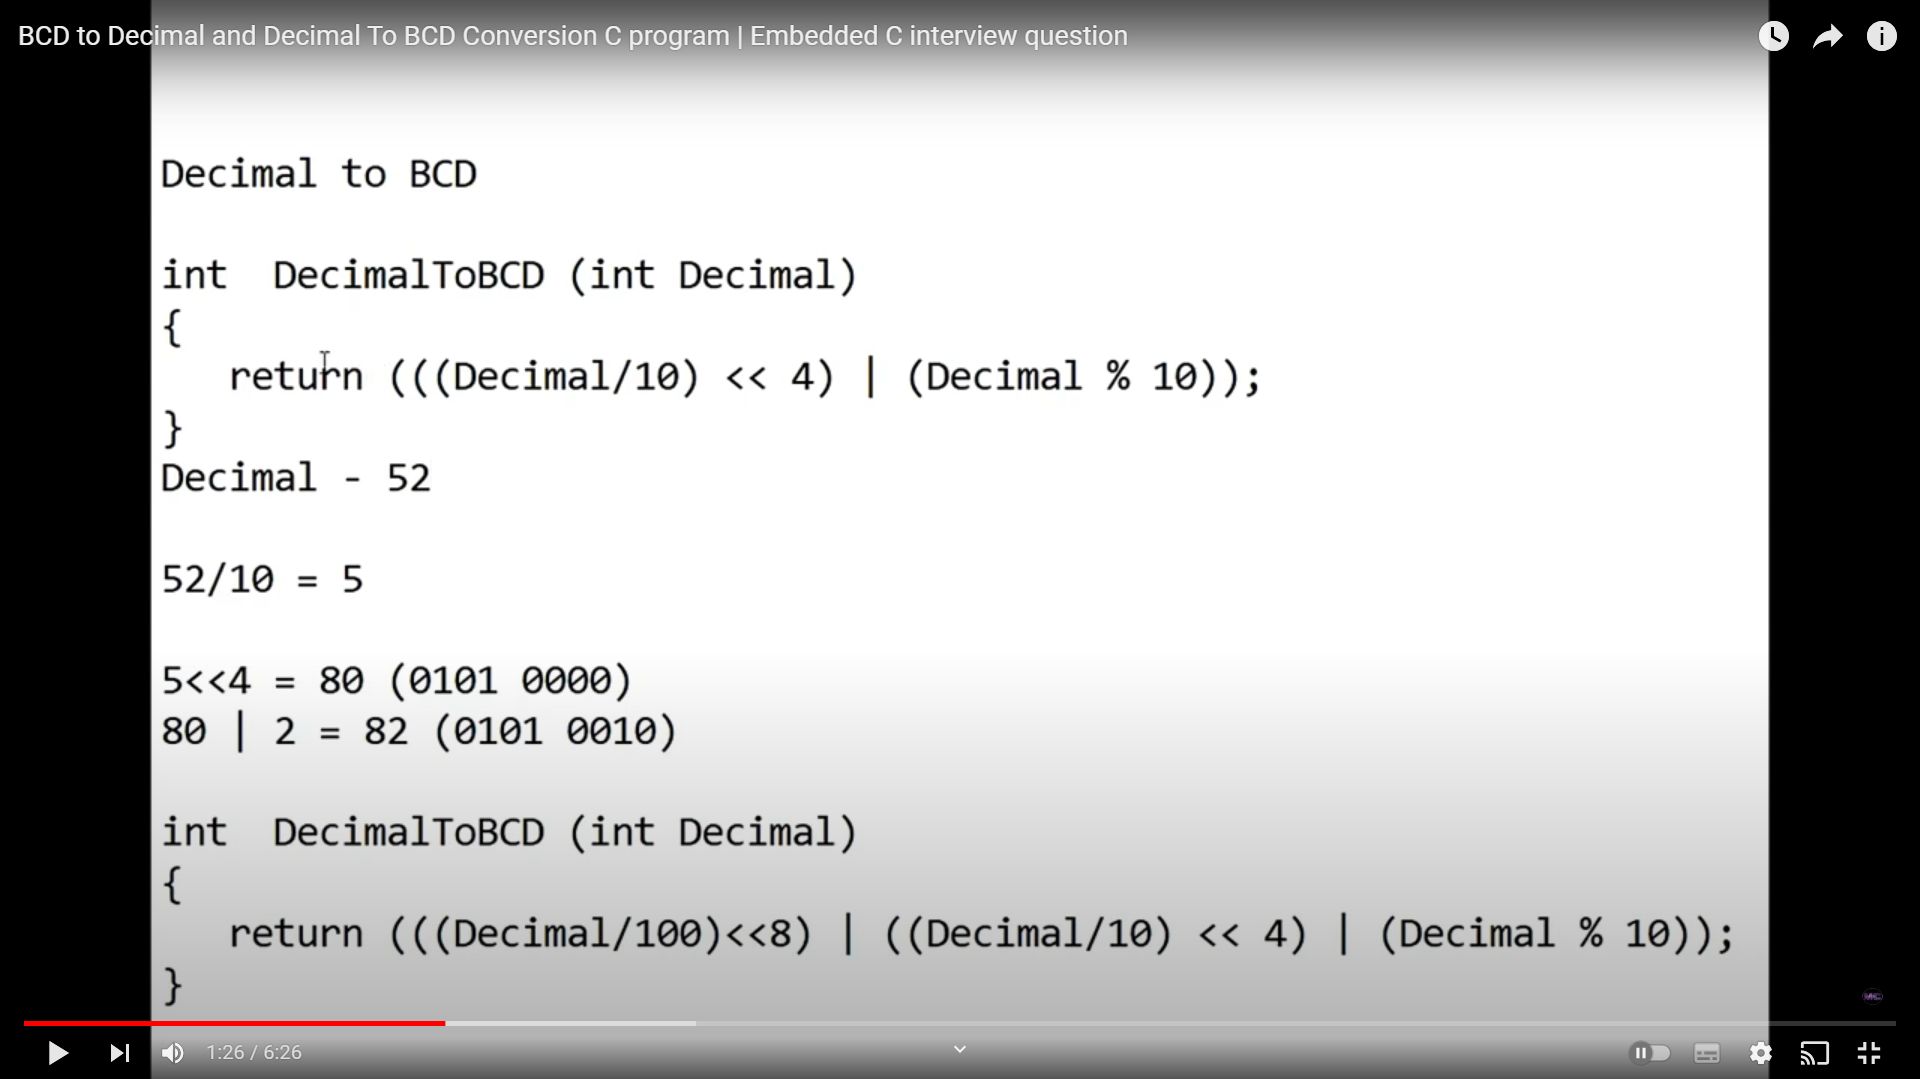 BCD to Decimal and Decimal To BCD Conversion C program | Embedded C interview question
Decimal to BCD
int  DecimalToBCD (int Decimal)
{
   return (((Decimal/10) << 4) | (Decimal % 10));
}
Decimal - 52
52/10 = 5
5<<4 = 80 (0101 0000)
80 | 2 = 82 (0101 0010)
int  DecimalToBCD (int Decimal)
{
   return (((Decimal/100)<<8) | ((Decimal/10) << 4) | (Decimal % 10));
}
1:26 / 6:26